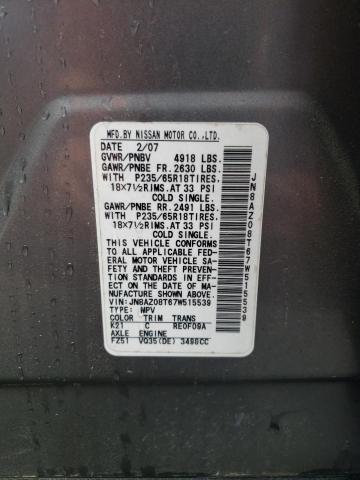 MFD.BY NISSAN MOTOR CO.,LTD.
DATE 2/07
GVWR/PNBV 4918 LBS.
GAWR/PNBE FR. 2630 LBS.
WITH P235/65R18TIRES,
18×7½RIMS. AT 33 PSI
COLD SINGLE.
GAWR/PNBE RR. 2491 LBS.
WITH P235/65R18TIRES,
18×7½RIMS. AT 33 PSI
COLD SINGLE.
THIS VEHICLE CONFORMS
TO ALL APPLICABLE FED-
ERAL MOTOR VEHICLE SA-
FETY AND THEFT PREVEN-
TION STANDARDS IN EFF-
ECT ON THE DATE OF MA-
NUFACTURE SHOWN ABOVE.
VIN: JN8AZ08T67W515539
TYPE: MPV
COLOR TRIM TRANS
K21 C RE0F09A
AXLE ENGINE
FZ51 VQ35(DE) 3498CC
JN8AZ08T67W515539